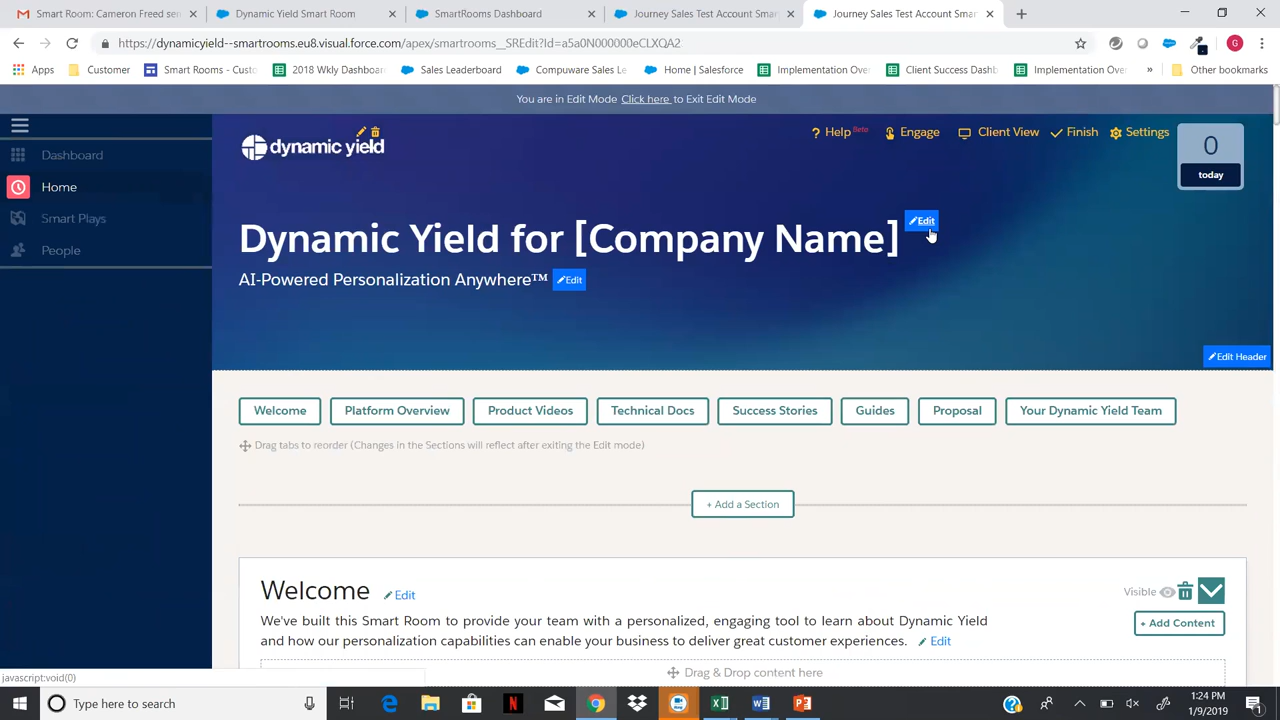 Smart Room: Cameron Freed sen
Dynamic Yield Smart Room
SmartRooms Dashboard
Journey Sales Test Account Smar
Journey Sales Test Account Smar
https://dynamicyield--smartrooms.eu8.visual.force.com/apex/smartrooms__SREdit?Id=a5a0N000000eCLXQA2
G
Apps
Customer
Smart Rooms - Custo
2018 Wkly Dashboar
Sales Leaderboard
Compuware Sales Le
Home | Salesforce
Implementation Over
Client Success Dashb
Implementation Over
»
Other bookmarks
You are in Edit Mode Click here to Exit Edit Mode
Dashboard
Home
Smart Plays
People
dynamic yield
? Help Beta
Engage
Client View
Finish
Settings
0
today
Dynamic Yield for [Company Name]
Edit
AI-Powered Personalization Anywhere™
Edit
Edit Header
Welcome
Platform Overview
Product Videos
Technical Docs
Success Stories
Guides
Proposal
Your Dynamic Yield Team
Drag tabs to reorder (Changes in the Sections will reflect after exiting the Edit mode)
+ Add a Section
Welcome
Edit
Visible
We've built this Smart Room to provide your team with a personalized, engaging tool to learn about Dynamic Yield
and how our personalization capabilities can enable your business to deliver great customer experiences.
Edit
+ Add Content
Drag & Drop content here
javascript:void(0)
Type here to search
1:24 PM
1/9/2019